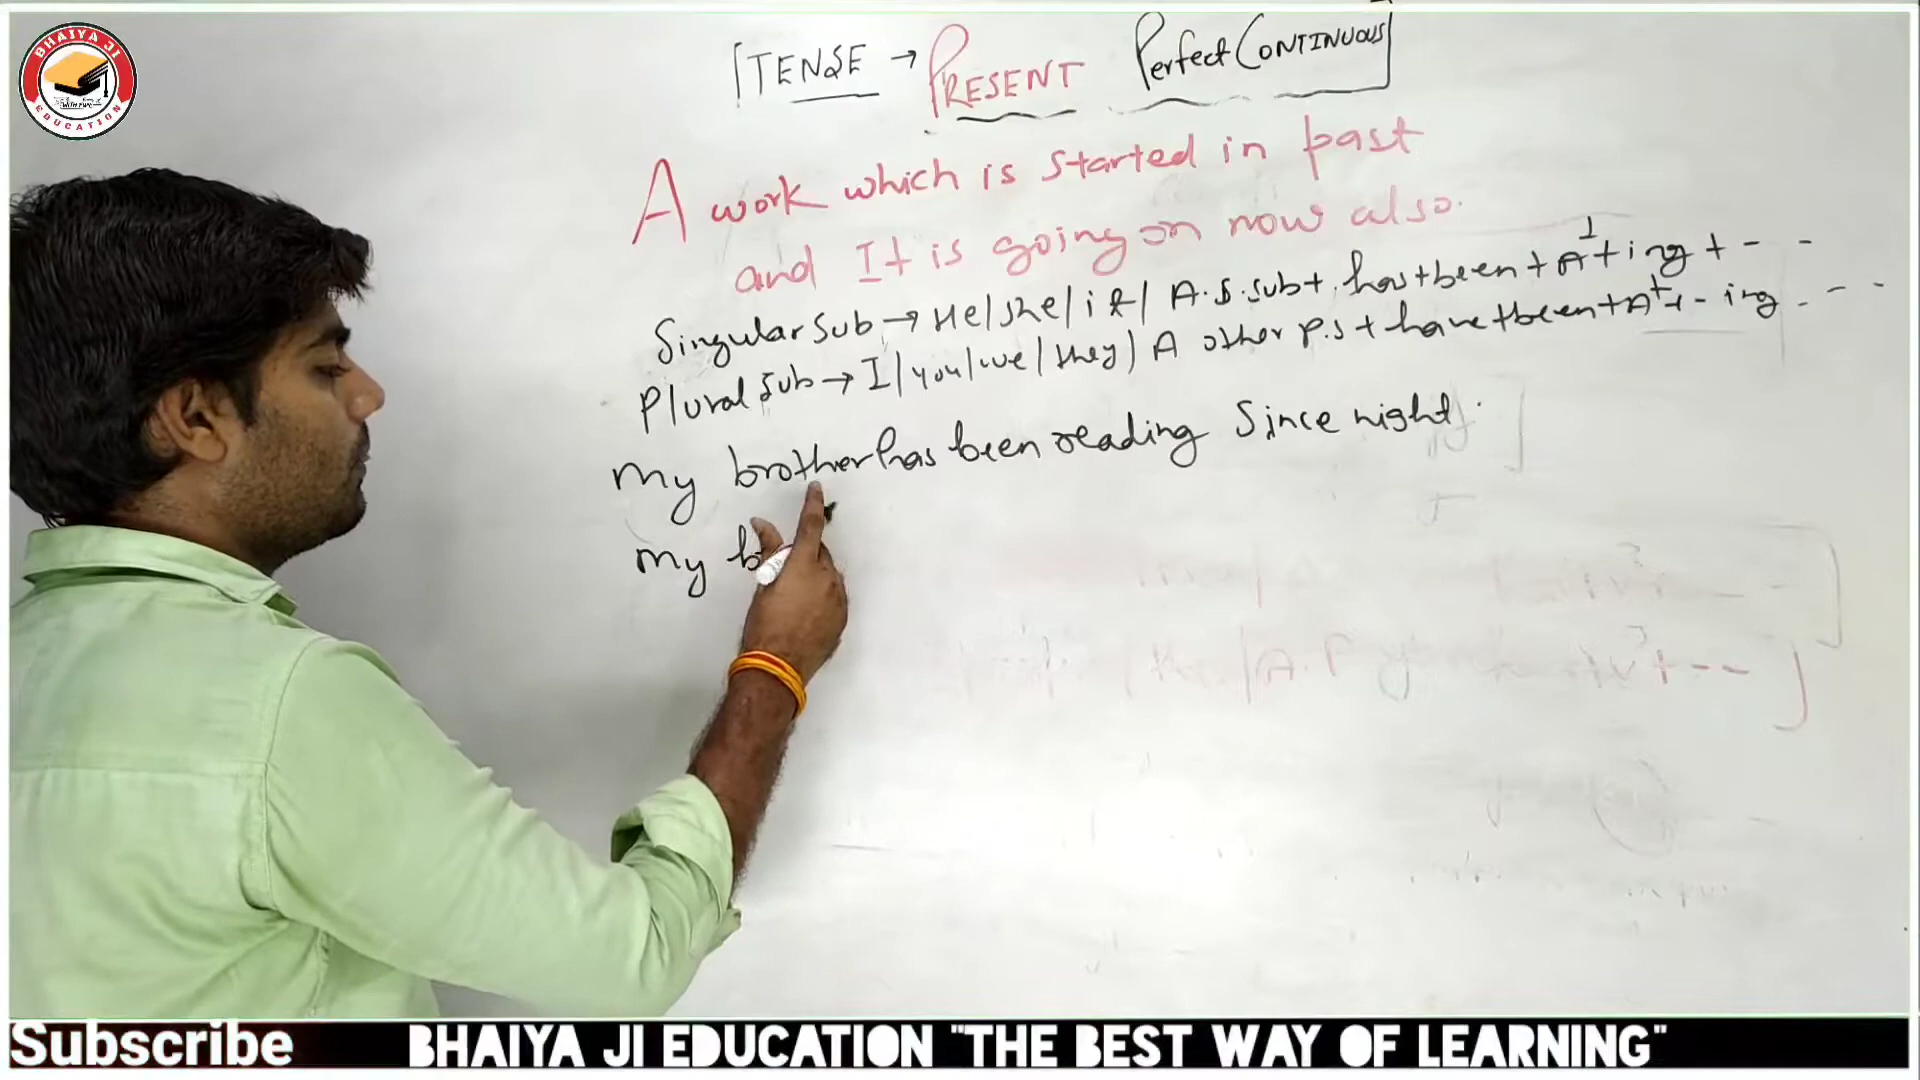 BHAIYA JI
EDUCATION
TENSE → PRESENT Perfect CONTINUOUS
A work which is started in past
and It is going on now also.
Singular Sub → He/She/it/ A.S.Sub+ has+been+A¹+ing+--
Plural Sub → I/you/we/they/ A other P.S+have+been+A¹+-ing---
My brother has been reading Since night.
My b
Subscribe BHAIYA JI EDUCATION "THE BEST WAY OF LEARNING"